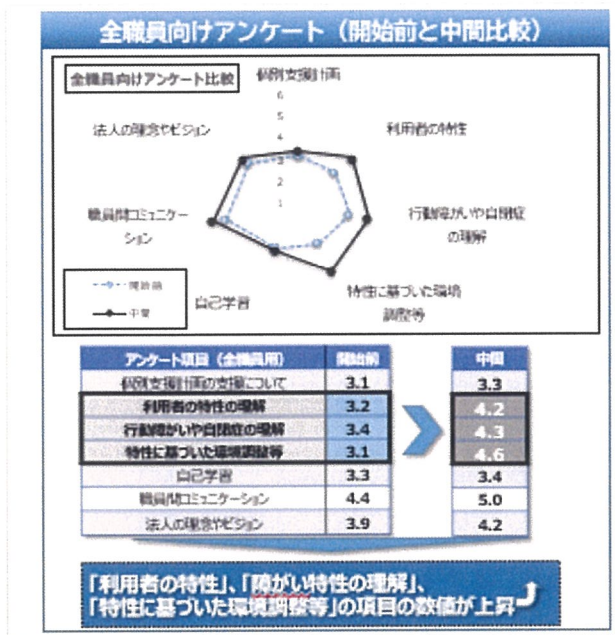 全職員向けアンケート（開始前と中間比較）
全職員向けアンケート比較
個別支援計画
6
5
4
3
2
1
法人の理念やビジョン
利用者の特性
職員間コミュニケー
ション
行動障がいや自閉症
の理解
自己学習
特性に基づいた環境
調整等
開始前
中間
アンケート項目（全職員用） 開始前 中間
個別支援計画の支援について 3.1 3.3
利用者の特性の理解 3.2 4.2
行動障がいや自閉症の理解 3.4 4.3
特性に基づいた環境調整等 3.1 4.6
自己学習 3.3 3.4
職員間コミュニケーション 4.4 5.0
法人の理念やビジョン 3.9 4.2
「利用者の特性」、「障がい特性の理解」、
「特性に基づいた環境調整等」の項目の数値が上昇